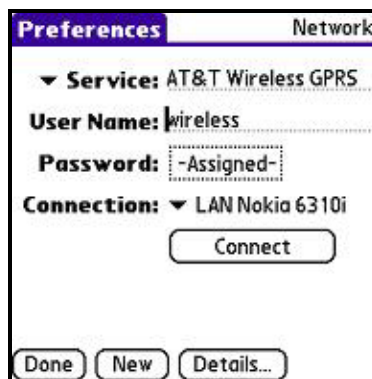 Preferences Network
Service: AT&T Wireless GPRS
User Name: wireless
Password: -Assigned-
Connection: LAN Nokia 6310i
Connect
Done New Details...